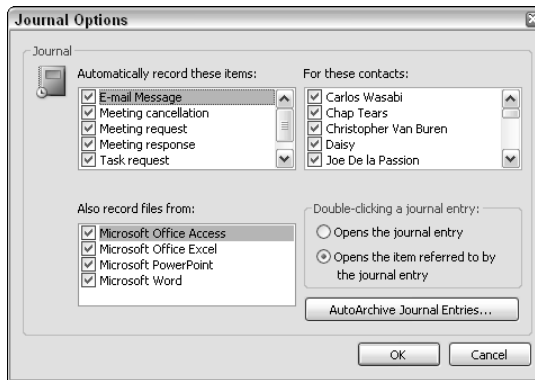 Journal Options
Journal
Automatically record these items:
E-mail Message
Meeting cancellation
Meeting request
Meeting response
Task request
For these contacts:
Carlos Wasabi
Chap Tears
Christopher Van Buren
Daisy
Joe De la Passion
Also record files from:
Microsoft Office Access
Microsoft Office Excel
Microsoft PowerPoint
Microsoft Word
Double-clicking a journal entry:
Opens the journal entry
Opens the item referred to by
the journal entry
AutoArchive Journal Entries...
OK
Cancel